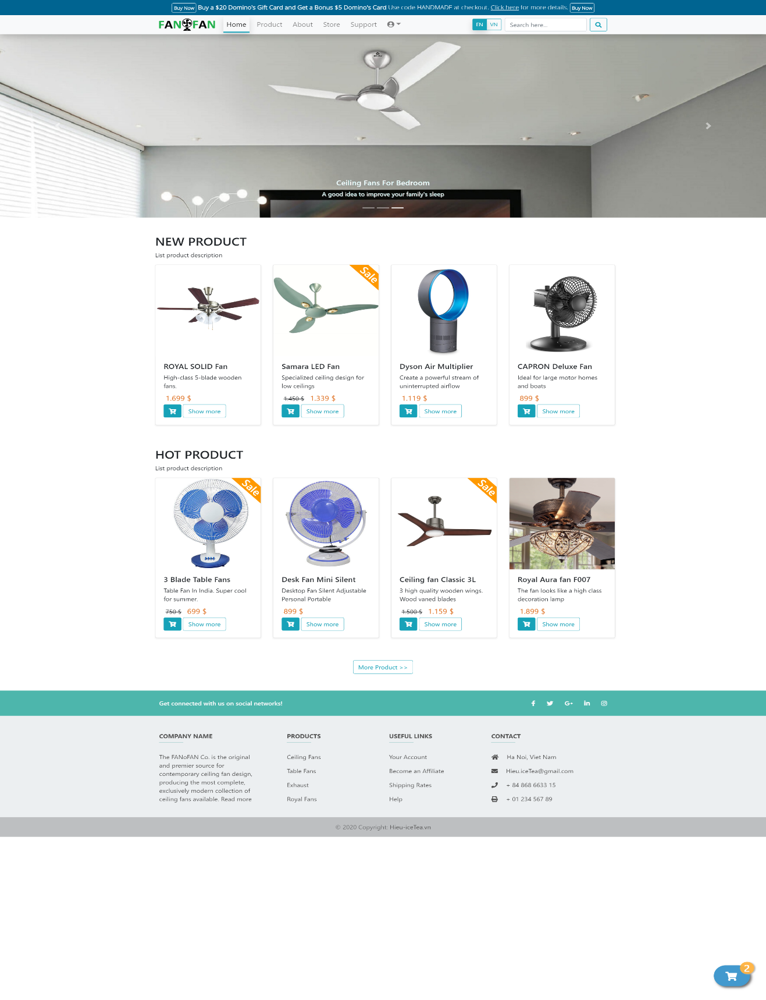 Buy Now Buy a $20 Domino's Gift Card and Get a Bonus $5 Domino's Card Use code HANDMADE at checkout. Click here for more details. Buy Now
FANoFAN Home Product About Store Support EN VN Search here...
Ceiling Fans For Bedroom
A good idea to improve your family's sleep
NEW PRODUCT
List product description
Sale
ROYAL SOLID Fan
High-class 5-blade wooden
fans.
1.699 $
Show more
Samara LED Fan
Specialized ceiling design for
low ceilings
1.450 $ 1.339 $
Show more
Dyson Air Multiplier
Create a powerful stream of
uninterrupted airflow
1.119 $
Show more
CAPRON Deluxe Fan
Ideal for large motor homes
and boats
899 $
Show more
HOT PRODUCT
List product description
Sale
3 Blade Table Fans
Table Fan In India. Super cool
for summer.
750 $ 699 $
Show more
Desk Fan Mini Silent
Desktop Fan Silent Adjustable
Personal Portable
899 $
Show more
Sale
Ceiling fan Classic 3L
3 high quality wooden wings.
Wood vaned blades
1.500 $ 1.159 $
Show more
Royal Aura fan F007
The fan looks like a high class
decoration lamp
1.899 $
Show more
More Product >>
Get connected with us on social networks!
COMPANY NAME
The FANoFAN Co. is the original
and premier source for
contemporary ceiling fan design,
producing the most complete,
exclusively modern collection of
ceiling fans available. Read more
PRODUCTS
Ceiling Fans
Table Fans
Exhaust
Royal Fans
USEFUL LINKS
Your Account
Become an Affiliate
Shipping Rates
Help
CONTACT
Ha Noi, Viet Nam
Hieu.iceTea@gmail.com
+ 84 868 6633 15
+ 01 234 567 89
© 2020 Copyright: Hieu-iceTea.vn
2